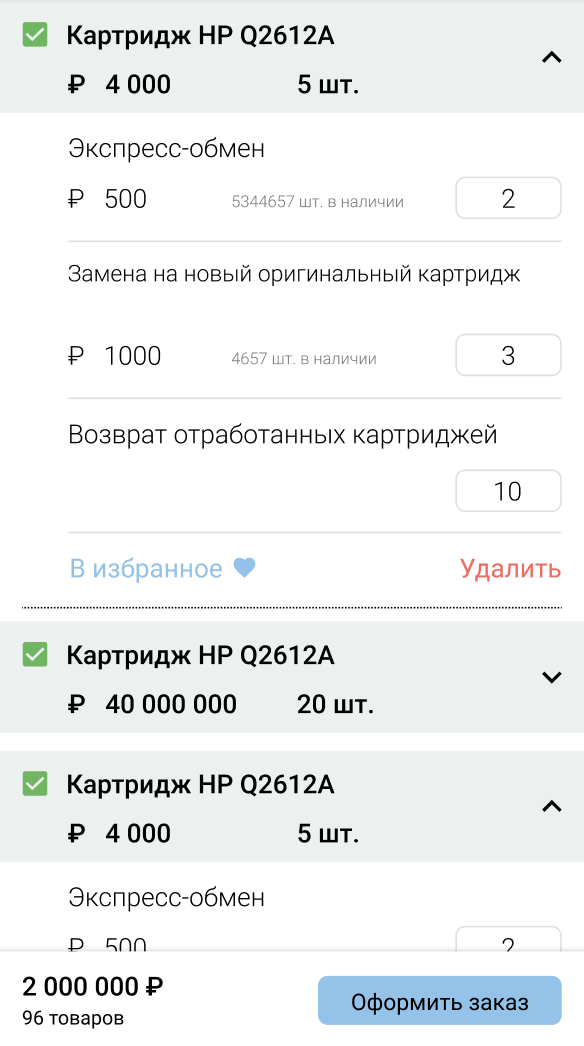 Картридж HP Q2612A
₽ 4 000 5 шт.
Экспресс-обмен
₽ 500 5344657 шт. в наличии 2
Замена на новый оригинальный картридж
₽ 1000 4657 шт. в наличии 3
Возврат отработанных картриджей
10
В избранное Удалить
Картридж HP Q2612A
₽ 40 000 000 20 шт.
Картридж HP Q2612A
₽ 4 000 5 шт.
Экспресс-обмен
₽ 500 2
2 000 000 ₽
96 товаров
Оформить заказ